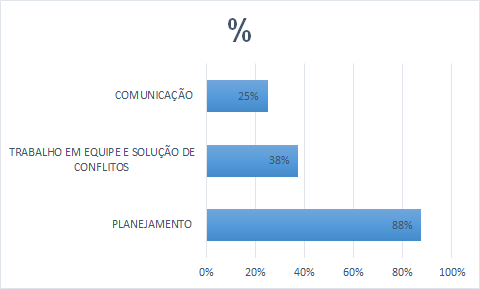 %
COMUNICAÇÃO
25%
TRABALHO EM EQUIPE E SOLUÇÃO DE
CONFLITOS
38%
PLANEJAMENTO
88%
0% 20% 40% 60% 80% 100%